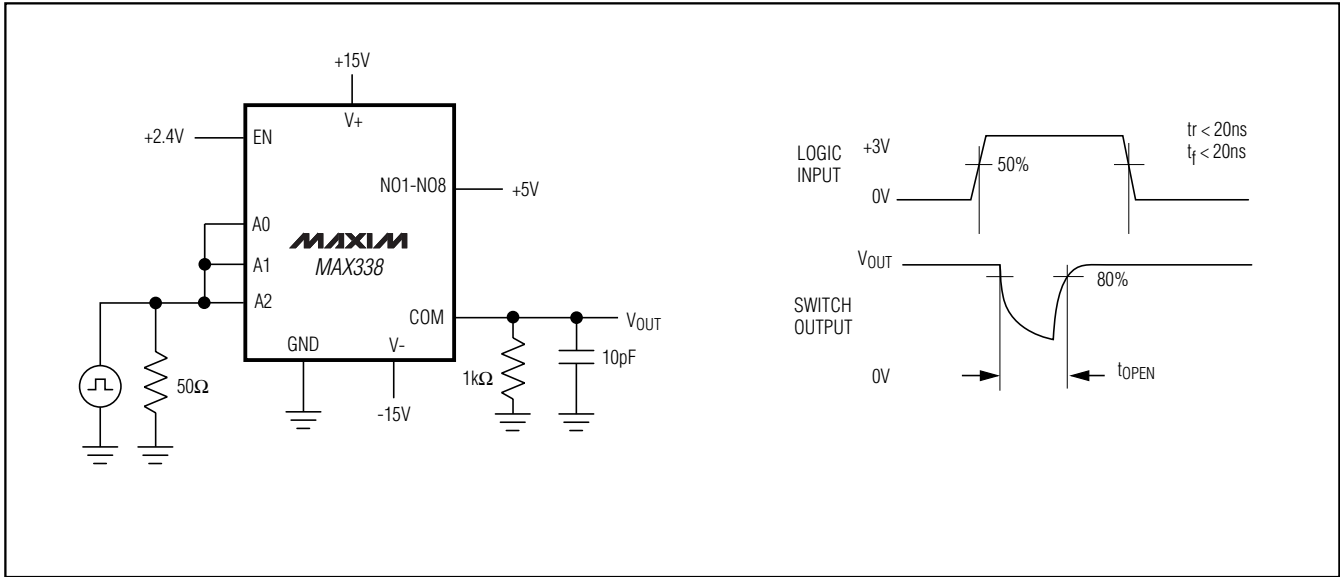 +15V
V+
+2.4V
EN
NO1-NO8
+5V
A0
MAXIM
A1
MAX338
A2
COM
VOUT
GND
V-
10pF
1kΩ
50Ω
-15V
LOGIC
INPUT
+3V
50%
0V
tr < 20ns
tf < 20ns
VOUT
80%
SWITCH
OUTPUT
0V
tOPEN